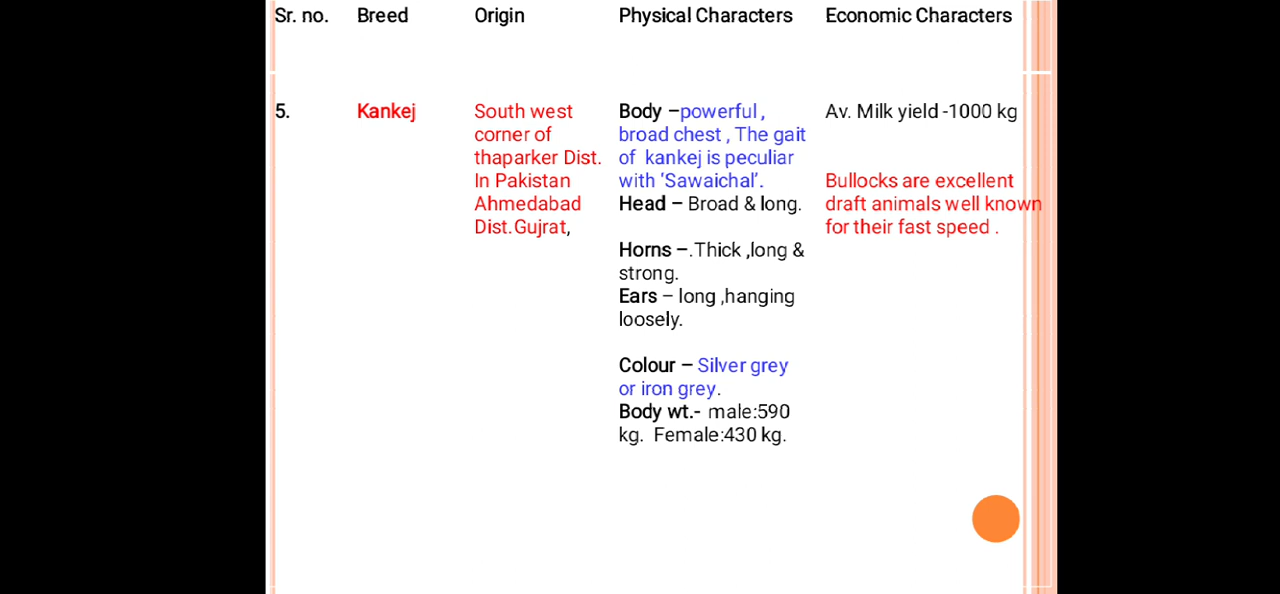 Sr. no. Breed Origin Physical Characters Economic Characters
5. Kankej
South west
corner of
thaparker Dist.
In Pakistan
Ahmedabad
Dist.Gujrat,
Body –powerful ,
broad chest , The gait
of kankej is peculiar
with ‘Sawaichal’.
Head – Broad & long.
Horns –.Thick ,long &
strong.
Ears – long ,hanging
loosely.
Colour – Silver grey
or iron grey.
Body wt.- male:590
kg. Female:430 kg.
Av. Milk yield -1000 kg
Bullocks are excellent
draft animals well known
for their fast speed .